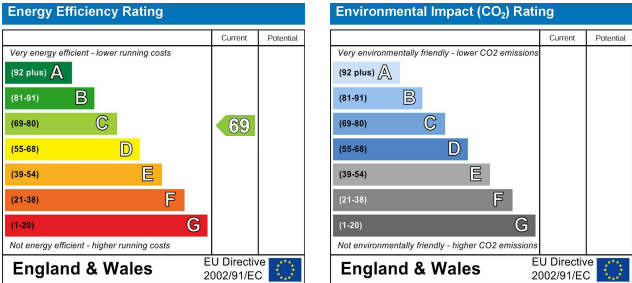 Energy Efficiency Rating
Current Potential
Very energy efficient - lower running costs
(92 plus) A
(81-91) B
(69-80) C 69
(55-68) D
(39-54) E
(21-38) F
(1-20) G
Not energy efficient - higher running costs
England & Wales
EU Directive
2002/91/EC
Environmental Impact (CO₂) Rating
Current Potential
Very environmentally friendly - lower CO2 emissions
(92 plus) A
(81-91) B
(69-80) C
(55-68) D
(39-54) E
(21-38) F
(1-20) G
Not environmentally friendly - higher CO2 emissions
England & Wales
EU Directive
2002/91/EC